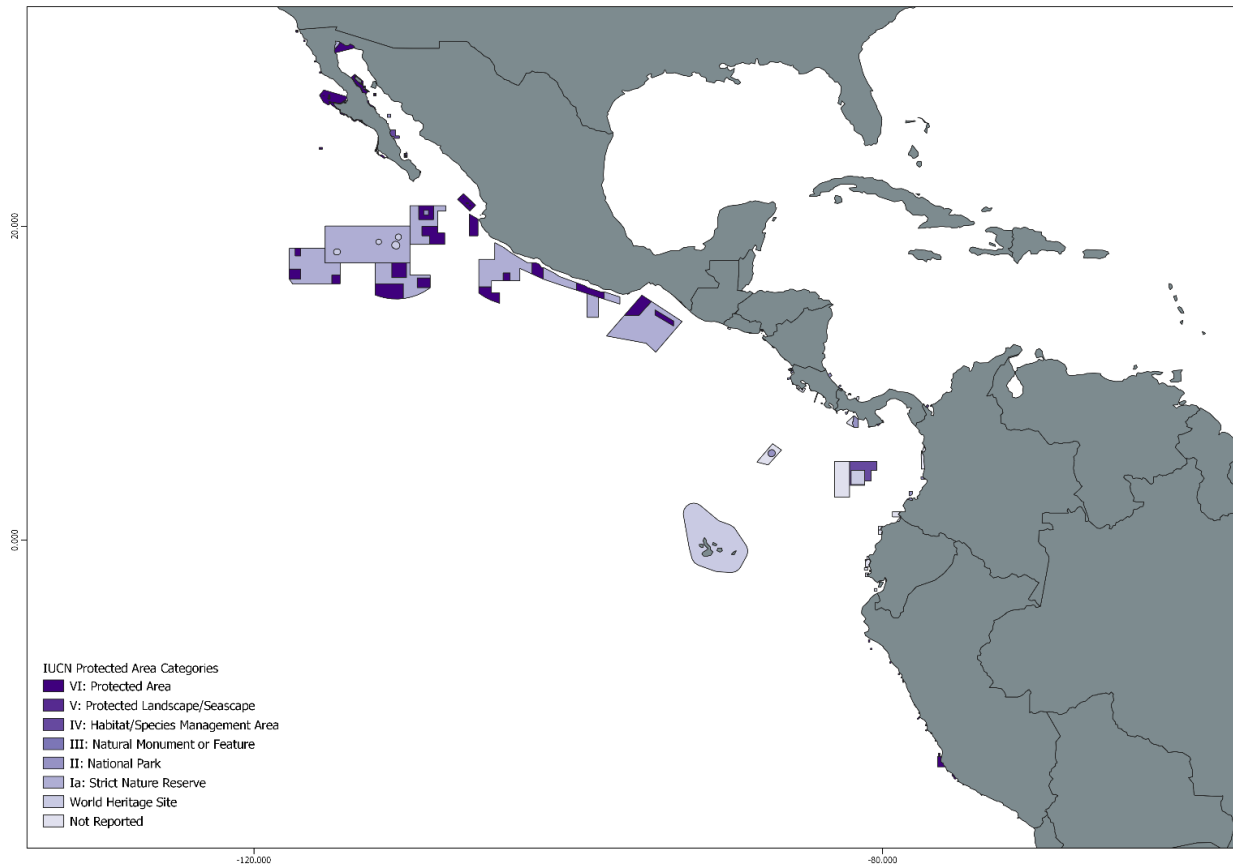 20.000
0.000
IUCN Protected Area Categories
VI: Protected Area
V: Protected Landscape/Seascape
IV: Habitat/Species Management Area
III: Natural Monument or Feature
II: National Park
Ia: Strict Nature Reserve
World Heritage Site
Not Reported
-120.000
-80.000